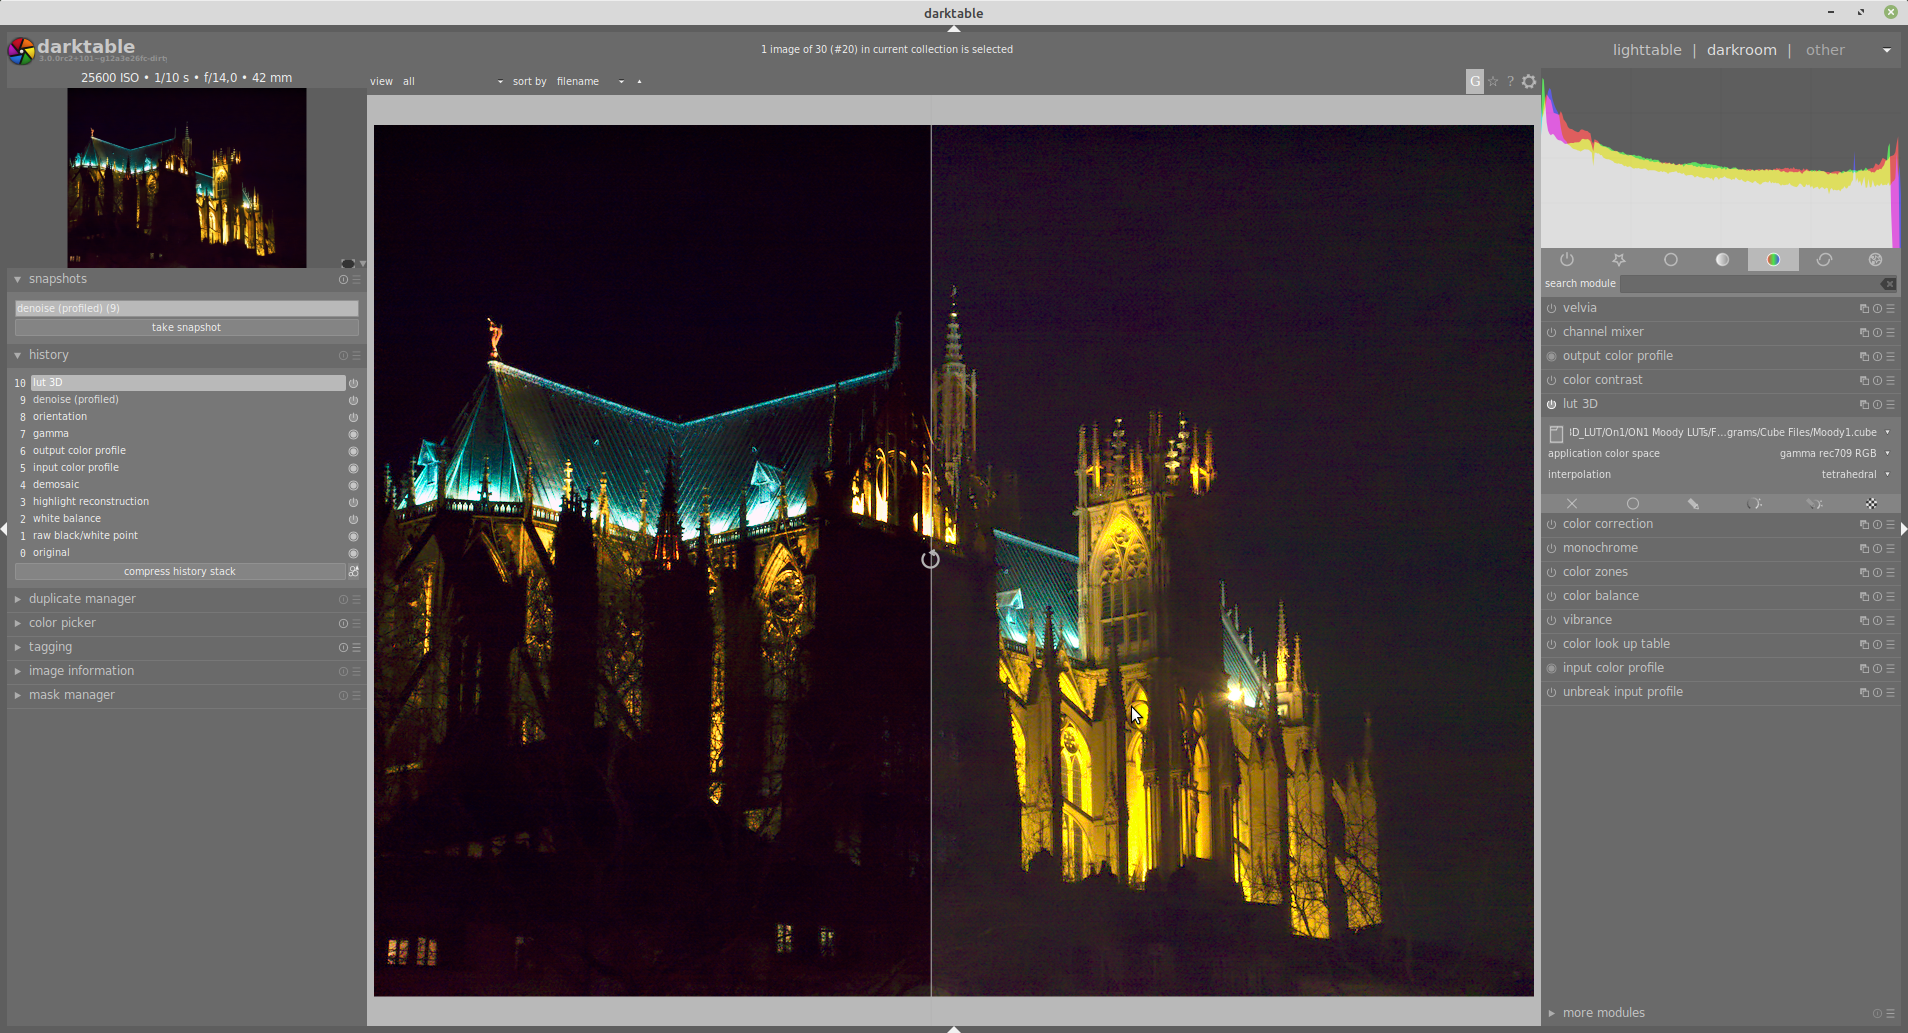 darktable
darktable
3.0.0rc2+101~g12a3e26fc-dirty
1 image of 30 (#20) in current collection is selected
lighttable | darkroom | other
25600 ISO • 1/10 s • f/14,0 • 42 mm
view all sort by filename
G ☆ ?
snapshots
denoise (profiled) (9)
take snapshot
history
10 lut 3D
9 denoise (profiled)
8 orientation
7 gamma
6 output color profile
5 input color profile
4 demosaic
3 highlight reconstruction
2 white balance
1 raw black/white point
0 original
compress history stack
duplicate manager
color picker
tagging
image information
mask manager
search module
velvia
channel mixer
output color profile
color contrast
lut 3D
ID_LUT/On1/ON1 Moody LUTs/F...grams/Cube Files/Moody1.cube
application color space gamma rec709 RGB
interpolation tetrahedral
color correction
monochrome
color zones
color balance
vibrance
color look up table
input color profile
unbreak input profile
more modules